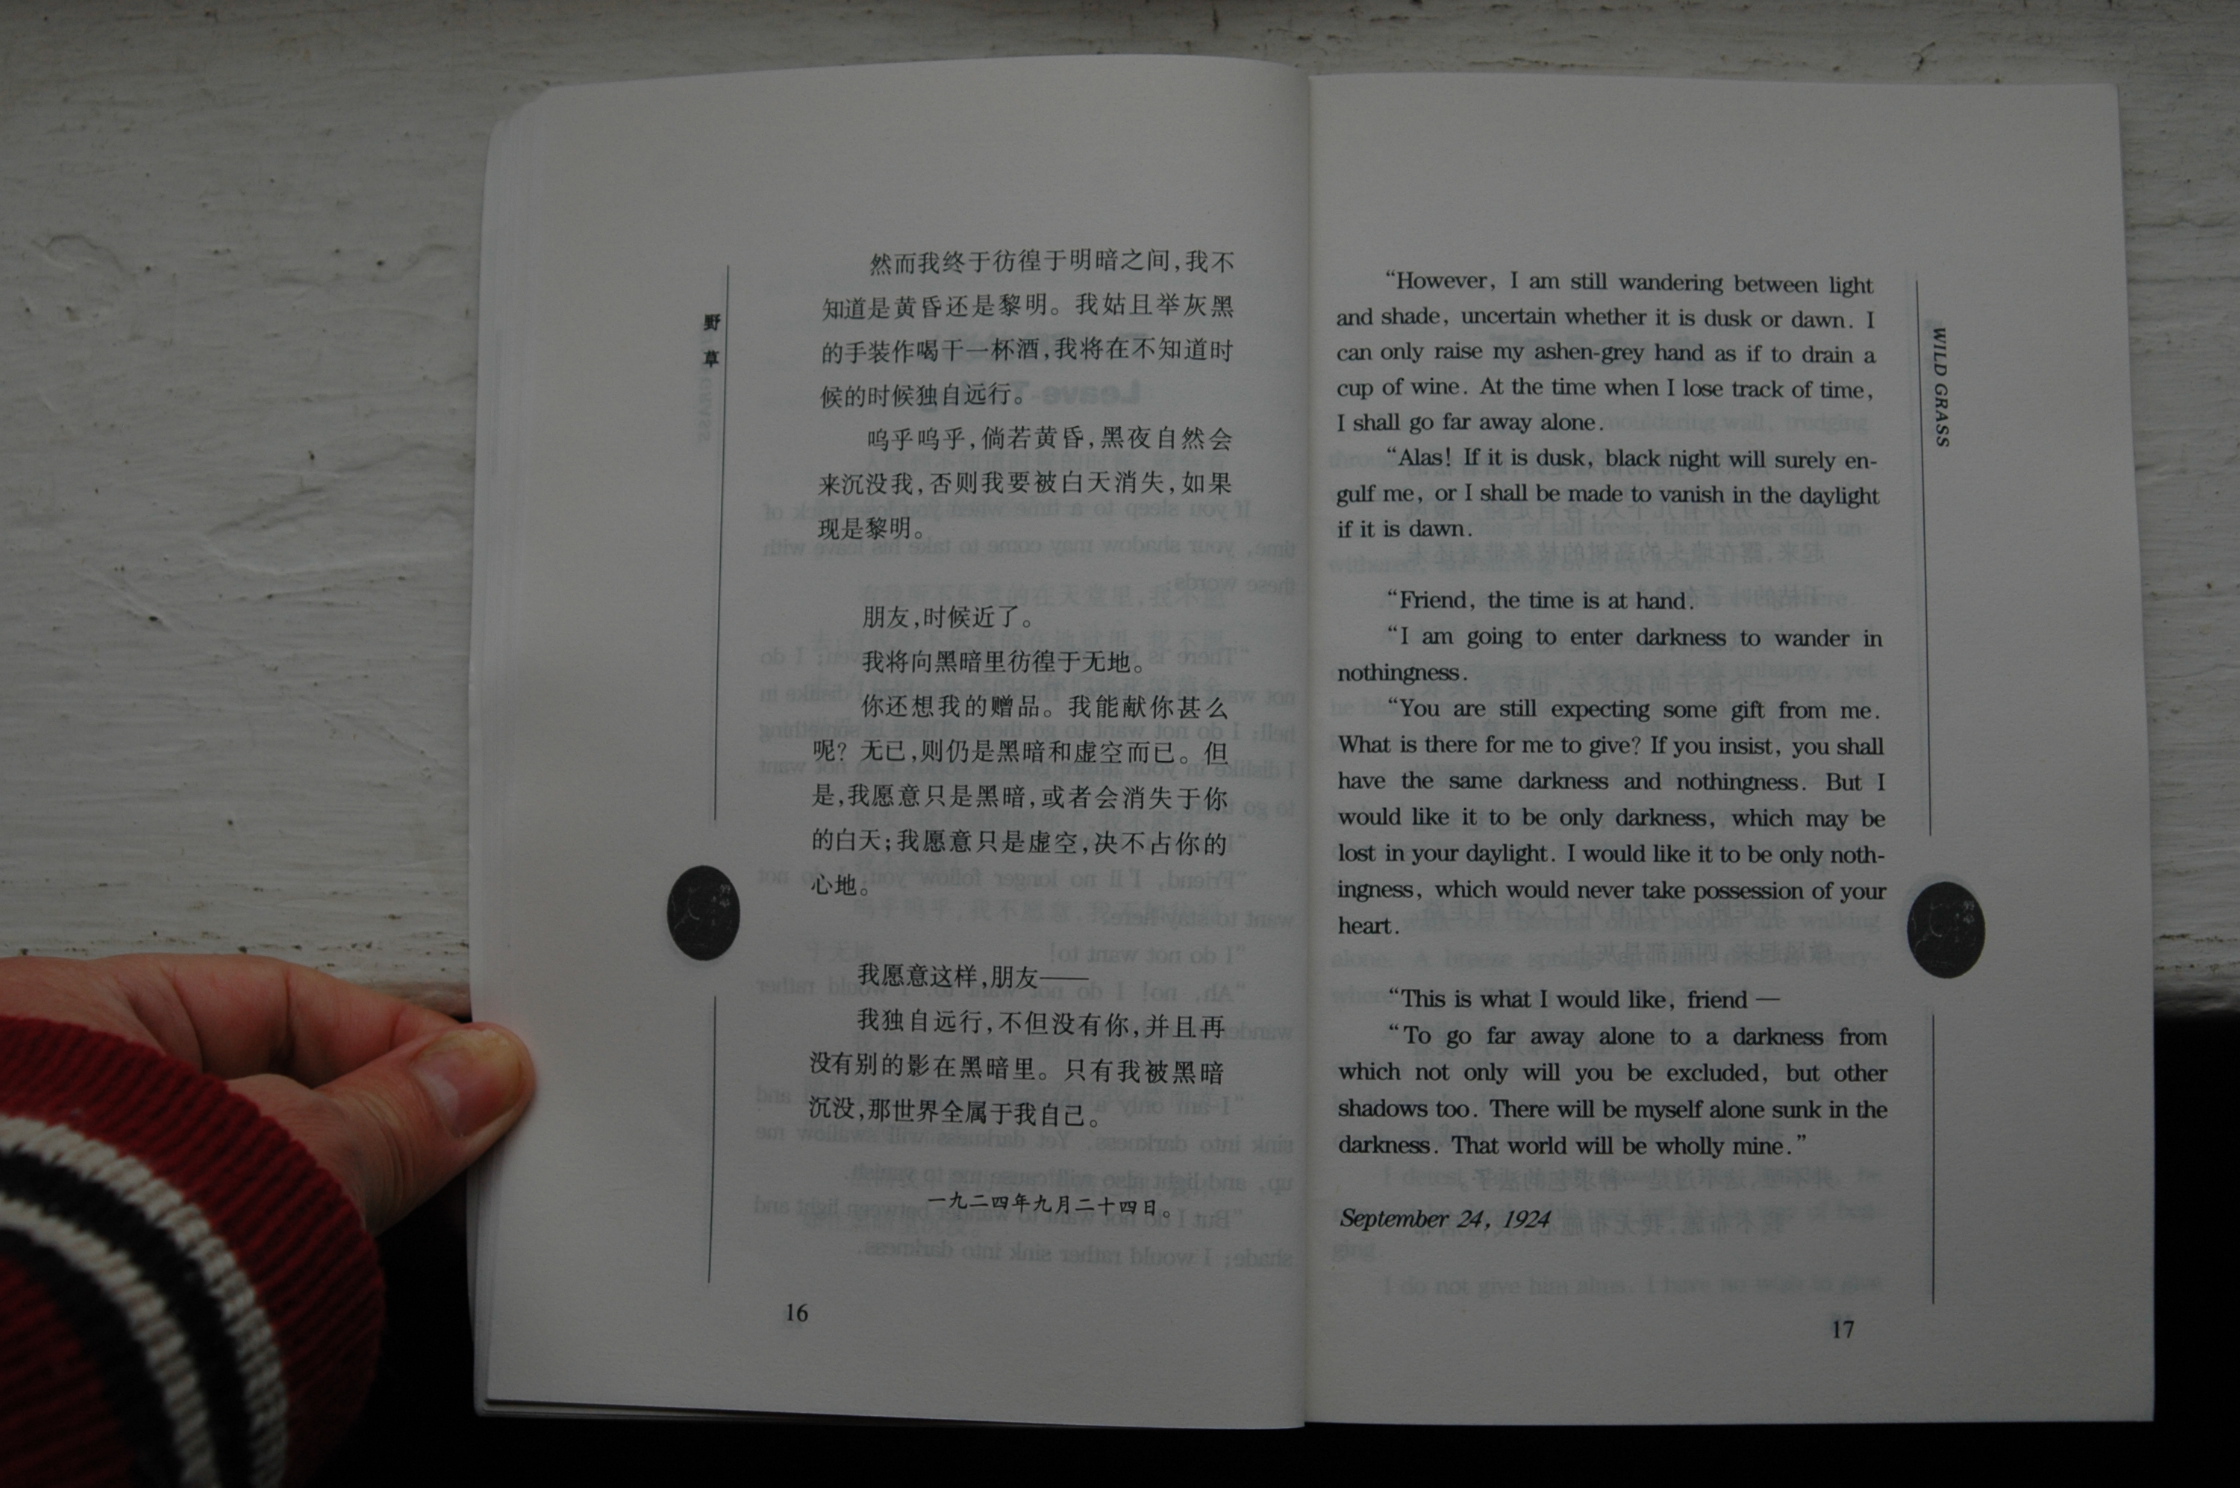 野草
然而我终于彷徨于明暗之间,我不
知道是黄昏还是黎明。我姑且举灰黑
的手装作喝干一杯酒,我将在不知道时
候的时候独自远行。
呜乎呜乎,倘若黄昏,黑夜自然会
来沉没我,否则我要被白天消失,如果
现是黎明。
朋友,时候近了。
我将向黑暗里彷徨于无地。
你还想我的赠品。我能献你甚么
呢? 无已,则仍是黑暗和虚空而已。但
是,我愿意只是黑暗,或者会消失于你
的白天;我愿意只是虚空,决不占你的
心地。
我愿意这样,朋友——
我独自远行,不但没有你,并且再
没有别的影在黑暗里。只有我被黑暗
沉没,那世界全属于我自己。
一九二四年九月二十四日。
16
“However, I am still wandering between light
and shade, uncertain whether it is dusk or dawn. I
can only raise my ashen-grey hand as if to drain a
cup of wine. At the time when I lose track of time,
I shall go far away alone.
“Alas! If it is dusk, black night will surely en-
gulf me, or I shall be made to vanish in the daylight
if it is dawn.
“Friend, the time is at hand.
“I am going to enter darkness to wander in
nothingness.
“You are still expecting some gift from me.
What is there for me to give? If you insist, you shall
have the same darkness and nothingness. But I
would like it to be only darkness, which may be
lost in your daylight. I would like it to be only noth-
ingness, which would never take possession of your
heart.
“This is what I would like, friend —
“To go far away alone to a darkness from
which not only will you be excluded, but other
shadows too. There will be myself alone sunk in the
darkness. That world will be wholly mine.”
September 24, 1924
WILD GRASS
17